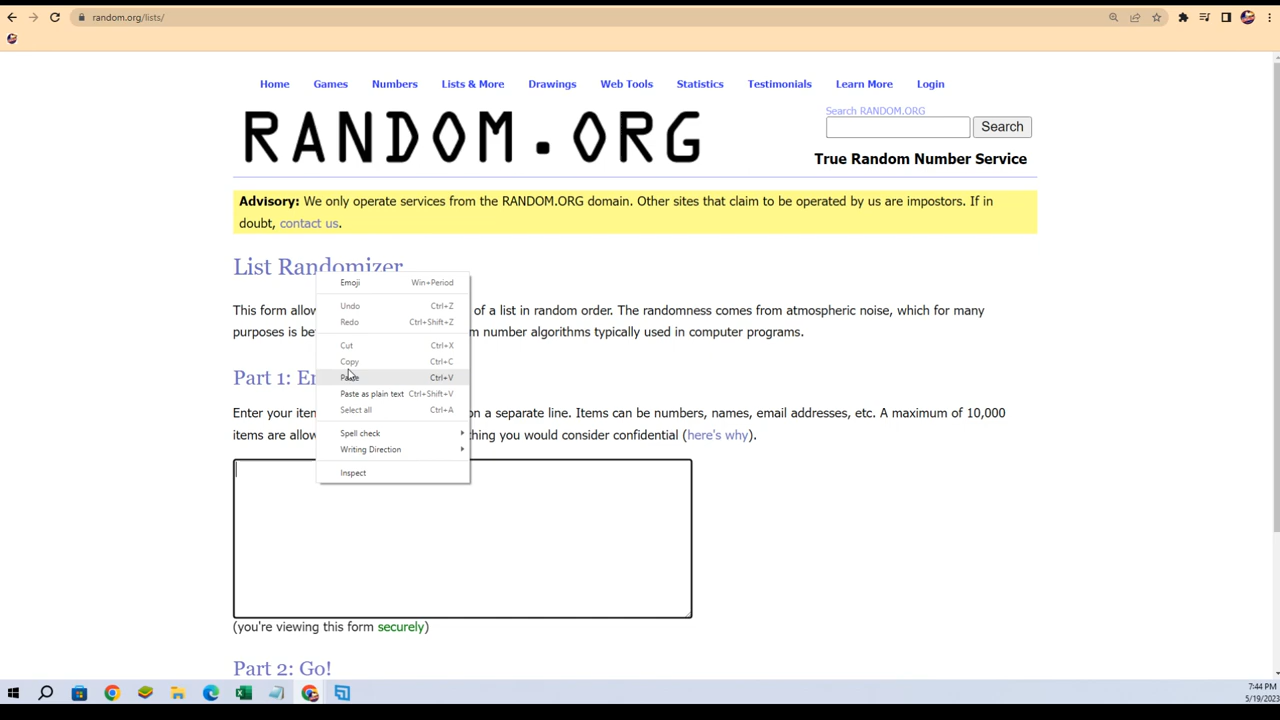 random.org/lists/
Home Games Numbers Lists & More Drawings Web Tools Statistics Testimonials Learn More Login
RANDOM.ORG
Search RANDOM.ORG
Search
True Random Number Service
Advisory: We only operate services from the RANDOM.ORG domain. Other sites that claim to be operated by us are impostors. If in
doubt, contact us.
List Randomizer
This form allow of a list in random order. The randomness comes from atmospheric noise, which for many
purposes is be number algorithms typically used in computer programs.
Part 1: En
Enter your item on a separate line. Items can be numbers, names, email addresses, etc. A maximum of 10,000
items are allow thing you would consider confidential (here's why).
Emoji Win+Period
Undo Ctrl+Z
Redo Ctrl+Shift+Z
Cut Ctrl+X
Copy Ctrl+C
Paste Ctrl+V
Paste as plain text Ctrl+Shift+V
Select all Ctrl+A
Spell check
Writing Direction
Inspect
(you're viewing this form securely)
Part 2: Go!
7:44 PM
5/19/2023